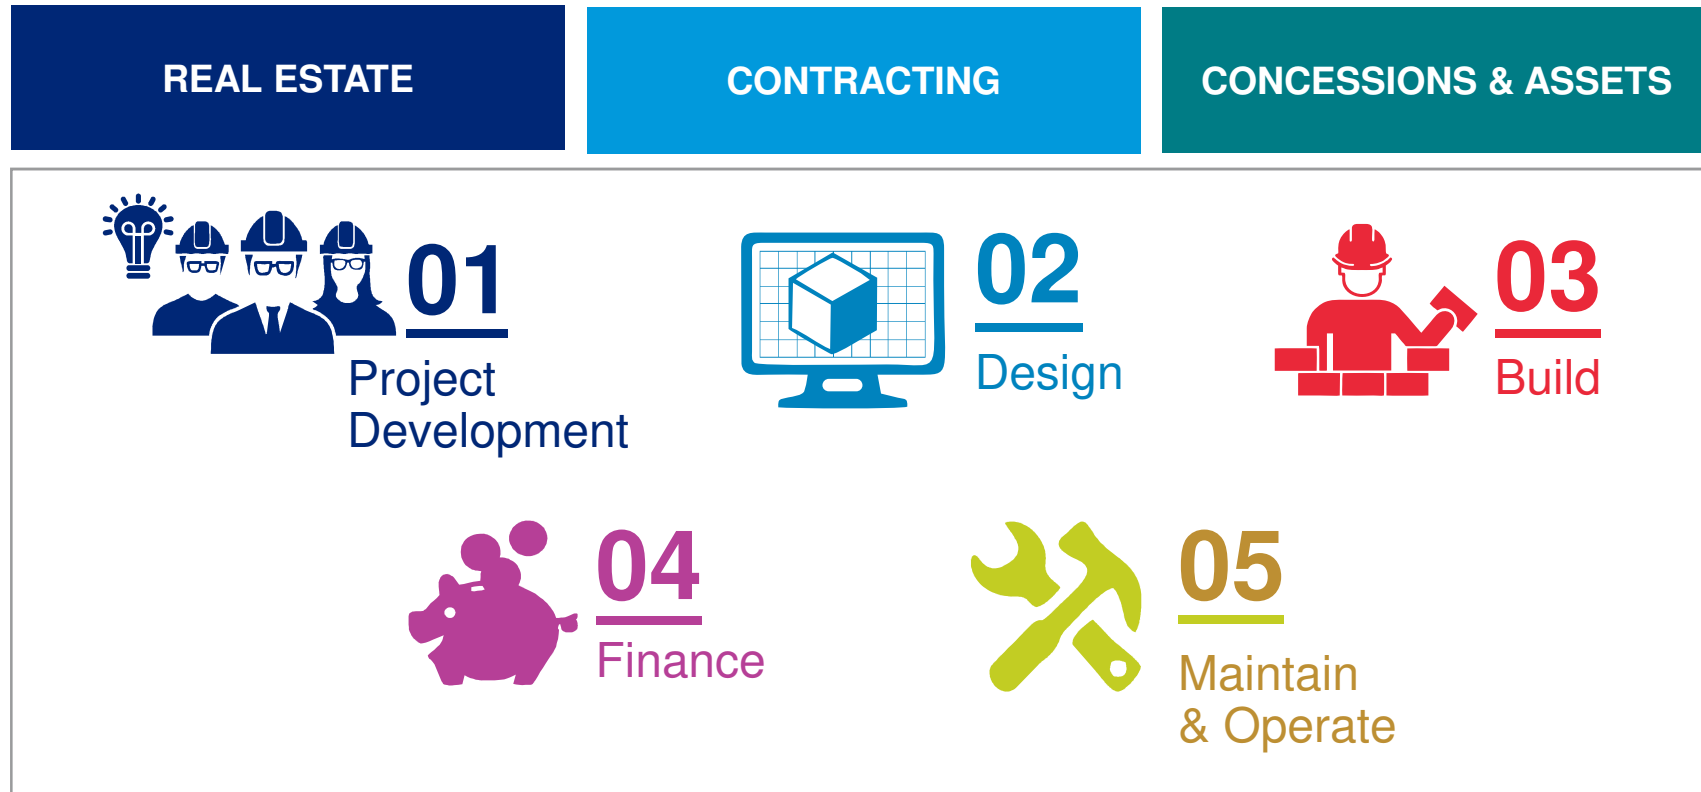 REAL ESTATE
CONTRACTING
CONCESSIONS & ASSETS
01
Project
Development
02
Design
03
Build
04
Finance
05
Maintain
& Operate